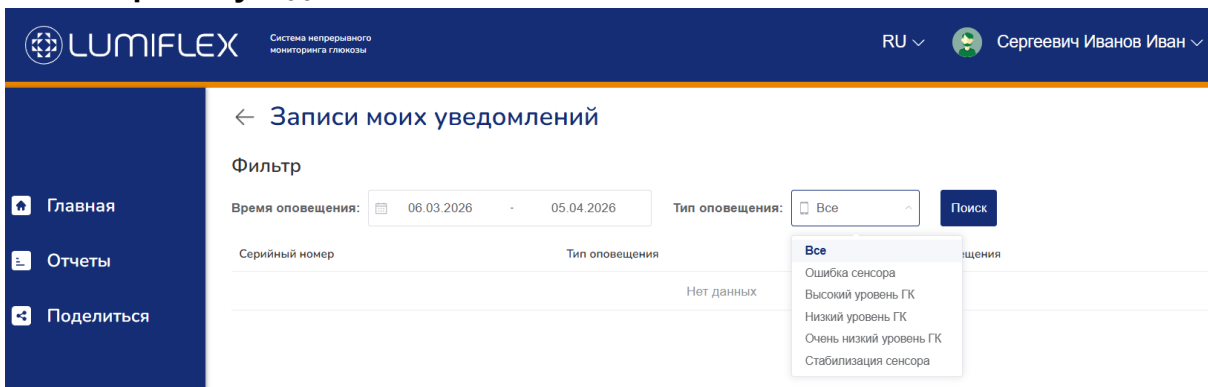 LUMIFLEX
Система непрерывного
мониторинга глюкозы
RU
Сергеевич Иванов Иван
← Записи моих уведомлений
Фильтр
Время оповещения: 06.03.2026 - 05.04.2026 Тип оповещения: Все Поиск
Серийный номер Тип оповещения
Нет данных
Все
Ошибка сенсора
Высокий уровень ГК
Низкий уровень ГК
Очень низкий уровень ГК
Стабилизация сенсора
Главная
Отчеты
Поделиться